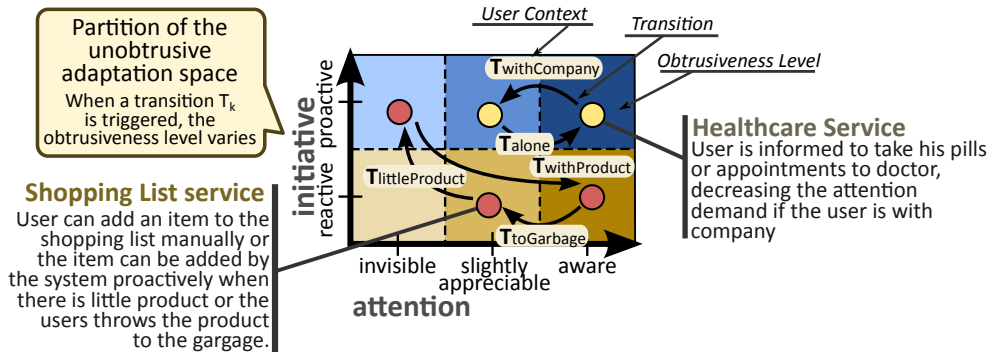 Partition of the
unobtrusive
adaptation space
When a transition Tk
is triggered, the
obtrusiveness level varies
User Context
Transition
Obtrusiveness Level
TwithCompany
Talone
TwithProduct
TlittleProduct
TtoGarbage
initiative
proactive
reactive
invisible
slightly
appreciable
aware
attention
Healthcare Service
User is informed to take his pills
or appointments to doctor,
decreasing the attention
demand if the user is with
company
Shopping List service
User can add an item to the
shopping list manually or
the item can be added by
the system proactively when
there is little product or the
users throws the product
to the gargage.